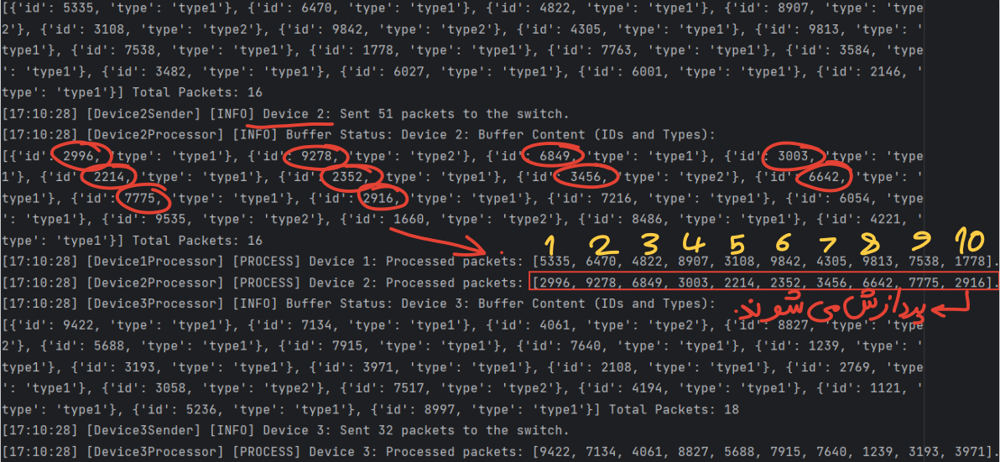 [{'id': 5335, 'type': 'type1'}, {'id': 6470, 'type': 'type1'}, {'id': 4822, 'type': 'type1'}, {'id': 8907, 'type': 'type
2'}, {'id': 3108, 'type': 'type2'}, {'id': 9842, 'type': 'type2'}, {'id': 4305, 'type': 'type1'}, {'id': 9813, 'type': '
type1'}, {'id': 7538, 'type': 'type1'}, {'id': 1778, 'type': 'type1'}, {'id': 7763, 'type': 'type1'}, {'id': 3584, 'type
': 'type1'}, {'id': 3482, 'type': 'type1'}, {'id': 6027, 'type': 'type1'}, {'id': 6001, 'type': 'type1'}, {'id': 2146, '
type': 'type1'}] Total Packets: 16
[17:10:28] [Device2Sender] [INFO] Device 2: Sent 51 packets to the switch.
[17:10:28] [Device2Processor] [INFO] Buffer Status: Device 2: Buffer Content (IDs and Types):
[{'id': 2996, 'type': 'type1'}, {'id': 9278, 'type': 'type2'}, {'id': 6849, 'type': 'type1'}, {'id': 3003, 'type': 'type
1'}, {'id': 2214, 'type': 'type1'}, {'id': 2352, 'type': 'type1'}, {'id': 3456, 'type': 'type2'}, {'id': 6642, 'type': '
type1'}, {'id': 7775, 'type': 'type1'}, {'id': 2916, 'type': 'type1'}, {'id': 7216, 'type': 'type1'}, {'id': 6054, 'type
': 'type1'}, {'id': 9535, 'type': 'type2'}, {'id': 1660, 'type': 'type2'}, {'id': 8486, 'type': 'type1'}, {'id': 4221, '
type': 'type1'}] Total Packets: 16
1 2 3 4 5 6 7 8 9 10
[17:10:28] [Device1Processor] [PROCESS] Device 1: Processed packets: [5335, 6470, 4822, 8907, 3108, 9842, 4305, 9813, 7538, 1778].
[17:10:28] [Device2Processor] [PROCESS] Device 2: Processed packets: [2996, 9278, 6849, 3003, 2214, 2352, 3456, 6642, 7775, 2916].
[17:10:28] [Device3Processor] [INFO] Buffer Status: Device 3: Buffer Content (IDs and Types):
پردازش می شوند.
[{'id': 9422, 'type': 'type1'}, {'id': 7134, 'type': 'type1'}, {'id': 4061, 'type': 'type2'}, {'id': 8827, 'type': 'type
2'}, {'id': 5688, 'type': 'type1'}, {'id': 7915, 'type': 'type1'}, {'id': 7640, 'type': 'type1'}, {'id': 1239, 'type': '
type1'}, {'id': 3193, 'type': 'type1'}, {'id': 3971, 'type': 'type1'}, {'id': 2108, 'type': 'type1'}, {'id': 2769, 'type
': 'type1'}, {'id': 3058, 'type': 'type2'}, {'id': 7517, 'type': 'type2'}, {'id': 4194, 'type': 'type1'}, {'id': 1121, '
type': 'type1'}, {'id': 5236, 'type': 'type1'}, {'id': 8997, 'type': 'type1'}] Total Packets: 18
[17:10:28] [Device3Sender] [INFO] Device 3: Sent 32 packets to the switch.
[17:10:28] [Device3Processor] [PROCESS] Device 3: Processed packets: [9422, 7134, 4061, 8827, 5688, 7915, 7640, 1239, 3193, 3971].